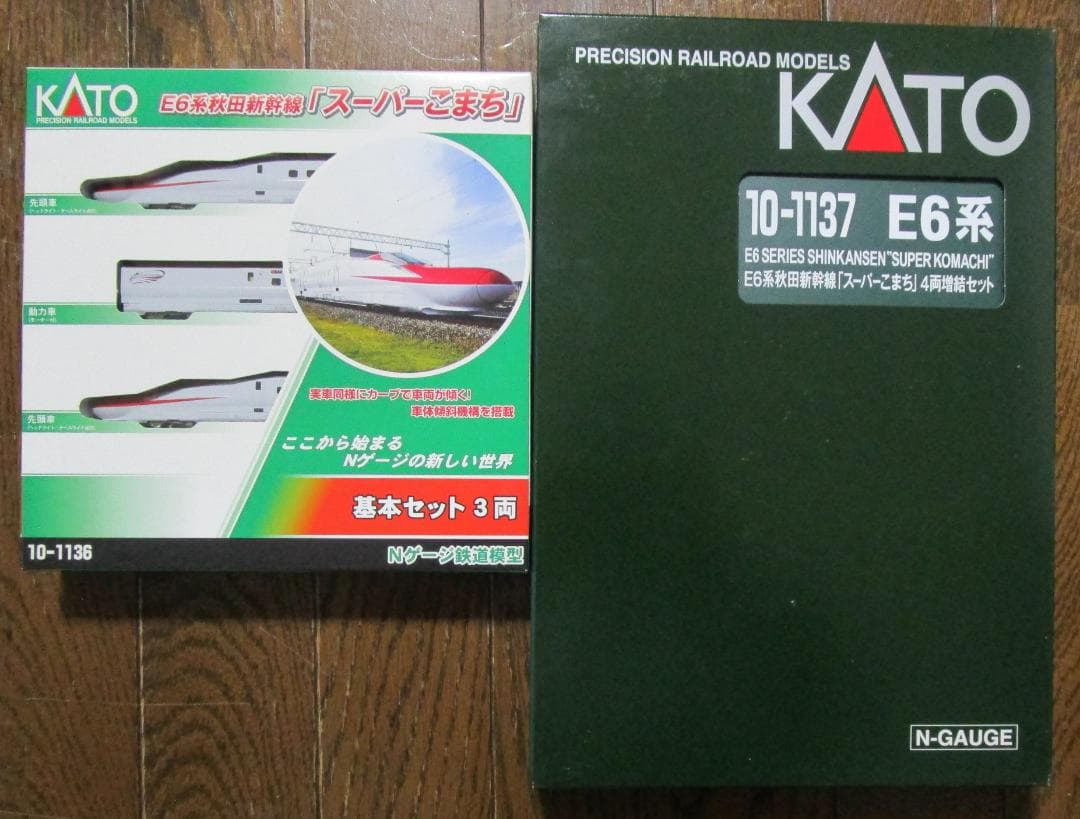 KATO
PRECISION RAILROAD MODELS
E6系秋田新幹線「スーパーこまち」
先頭車
動力車
(モーター付)
先頭車
実車同様にカーブで車両が傾く!
車体傾斜機構を搭載
ここから始まる
Nゲージの新しい世界
基本セット 3両
10-1136
Nゲージ鉄道模型
PRECISION RAILROAD MODELS
KATO
10-1137 E6系
E6 SERIES SHINKANSEN"SUPER KOMACHI"
E6系秋田新幹線「スーパーこまち」4両増結セット
N-GAUGE